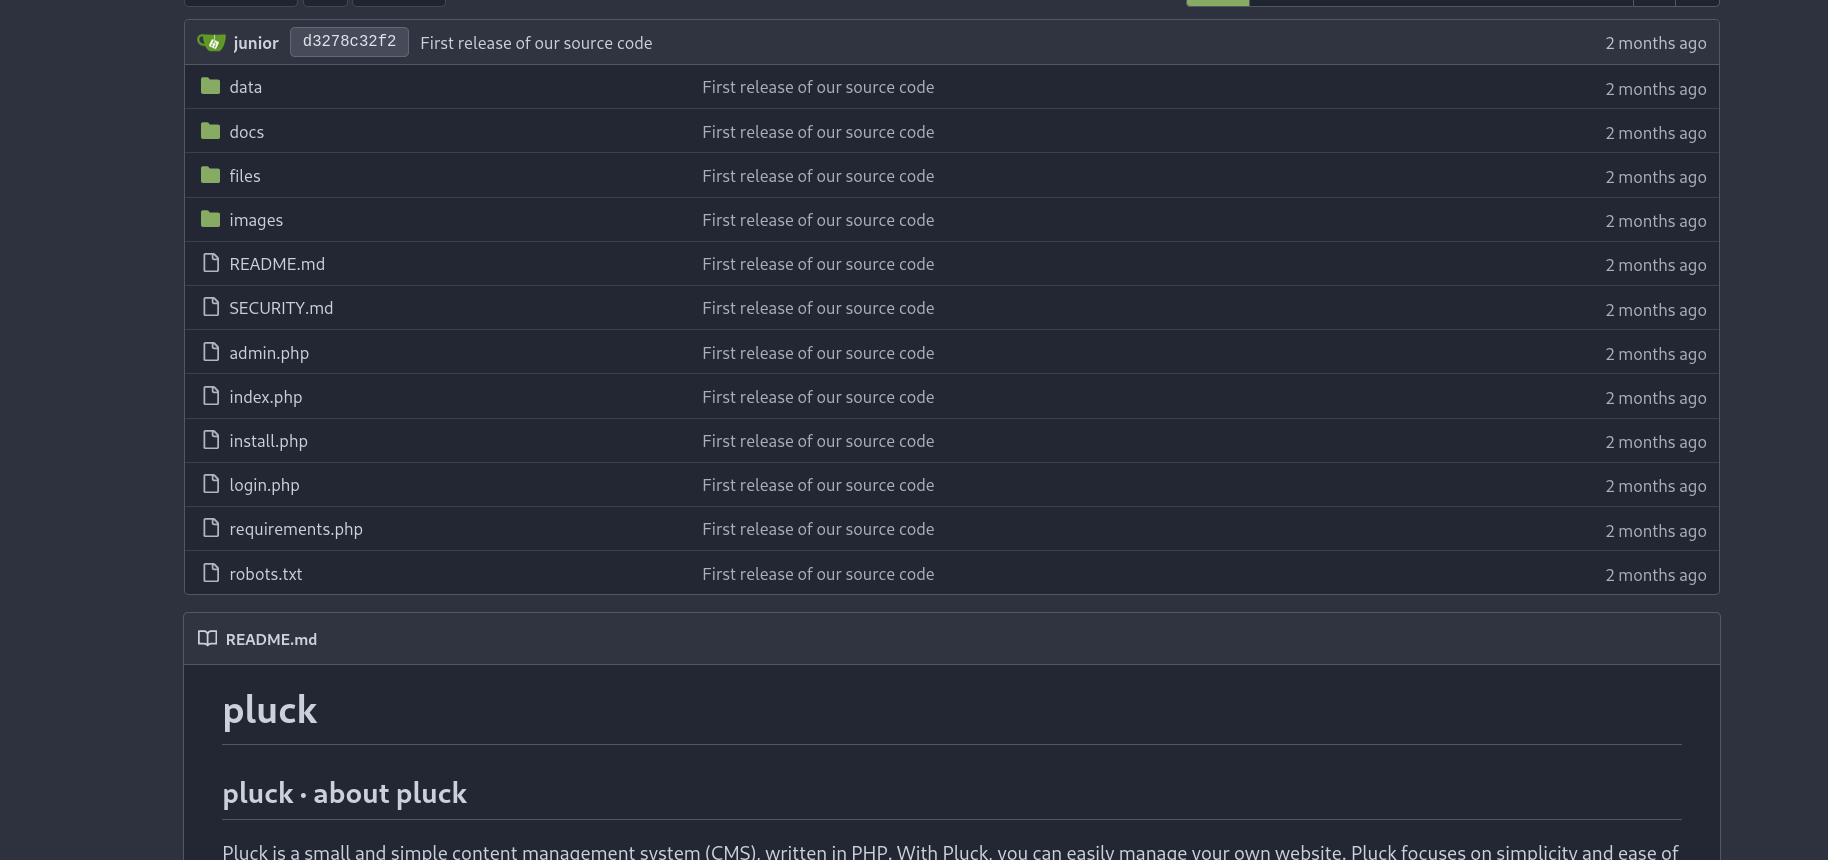 junior d3278c32f2 First release of our source code 2 months ago
data First release of our source code 2 months ago
docs First release of our source code 2 months ago
files First release of our source code 2 months ago
images First release of our source code 2 months ago
README.md First release of our source code 2 months ago
SECURITY.md First release of our source code 2 months ago
admin.php First release of our source code 2 months ago
index.php First release of our source code 2 months ago
install.php First release of our source code 2 months ago
login.php First release of our source code 2 months ago
requirements.php First release of our source code 2 months ago
robots.txt First release of our source code 2 months ago
README.md
pluck
pluck · about pluck
Pluck is a small and simple content management system (CMS), written in PHP. With Pluck, you can easily manage your own website. Pluck focuses on simplicity and ease of